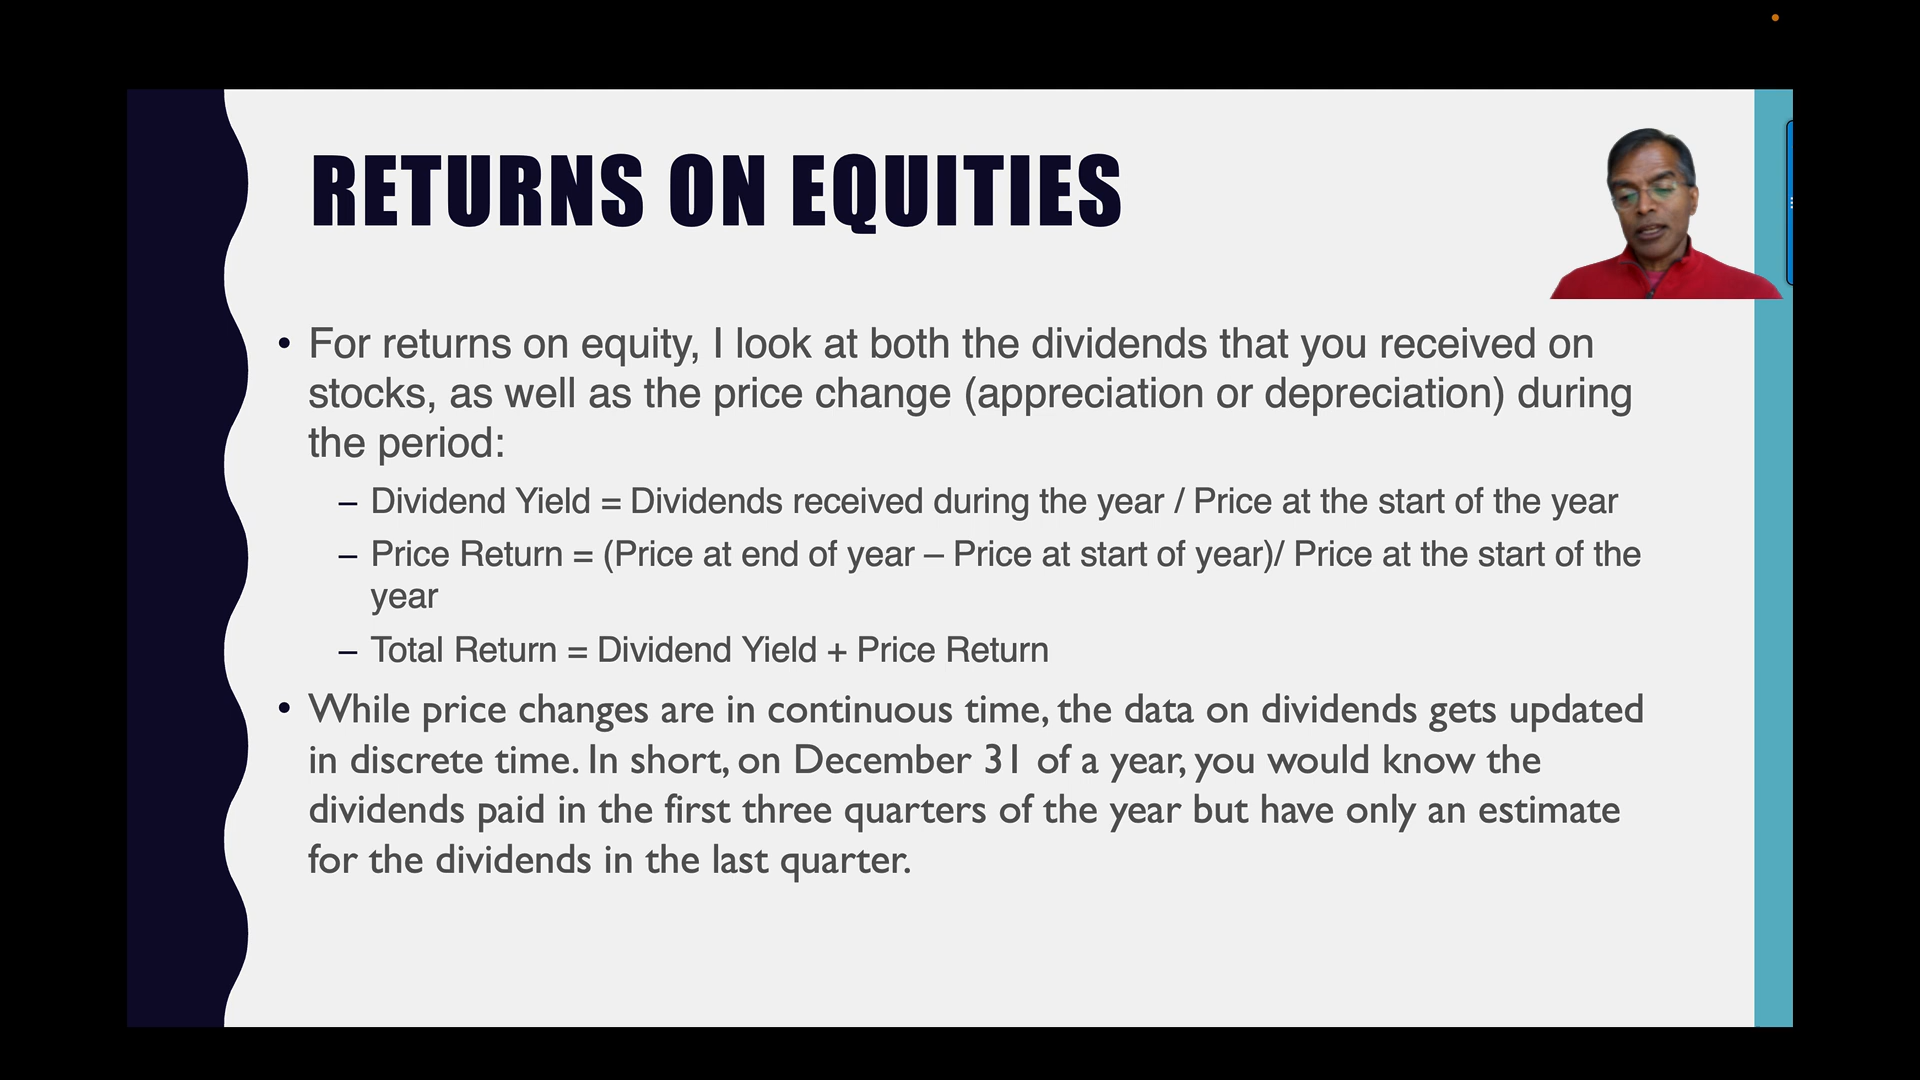 RETURNS ON EQUITIES
• For returns on equity, I look at both the dividends that you received on
stocks, as well as the price change (appreciation or depreciation) during
the period:
– Dividend Yield = Dividends received during the year / Price at the start of the year
– Price Return = (Price at end of year – Price at start of year)/ Price at the start of the
year
– Total Return = Dividend Yield + Price Return
• While price changes are in continuous time, the data on dividends gets updated
in discrete time. In short, on December 31 of a year, you would know the
dividends paid in the first three quarters of the year but have only an estimate
for the dividends in the last quarter.